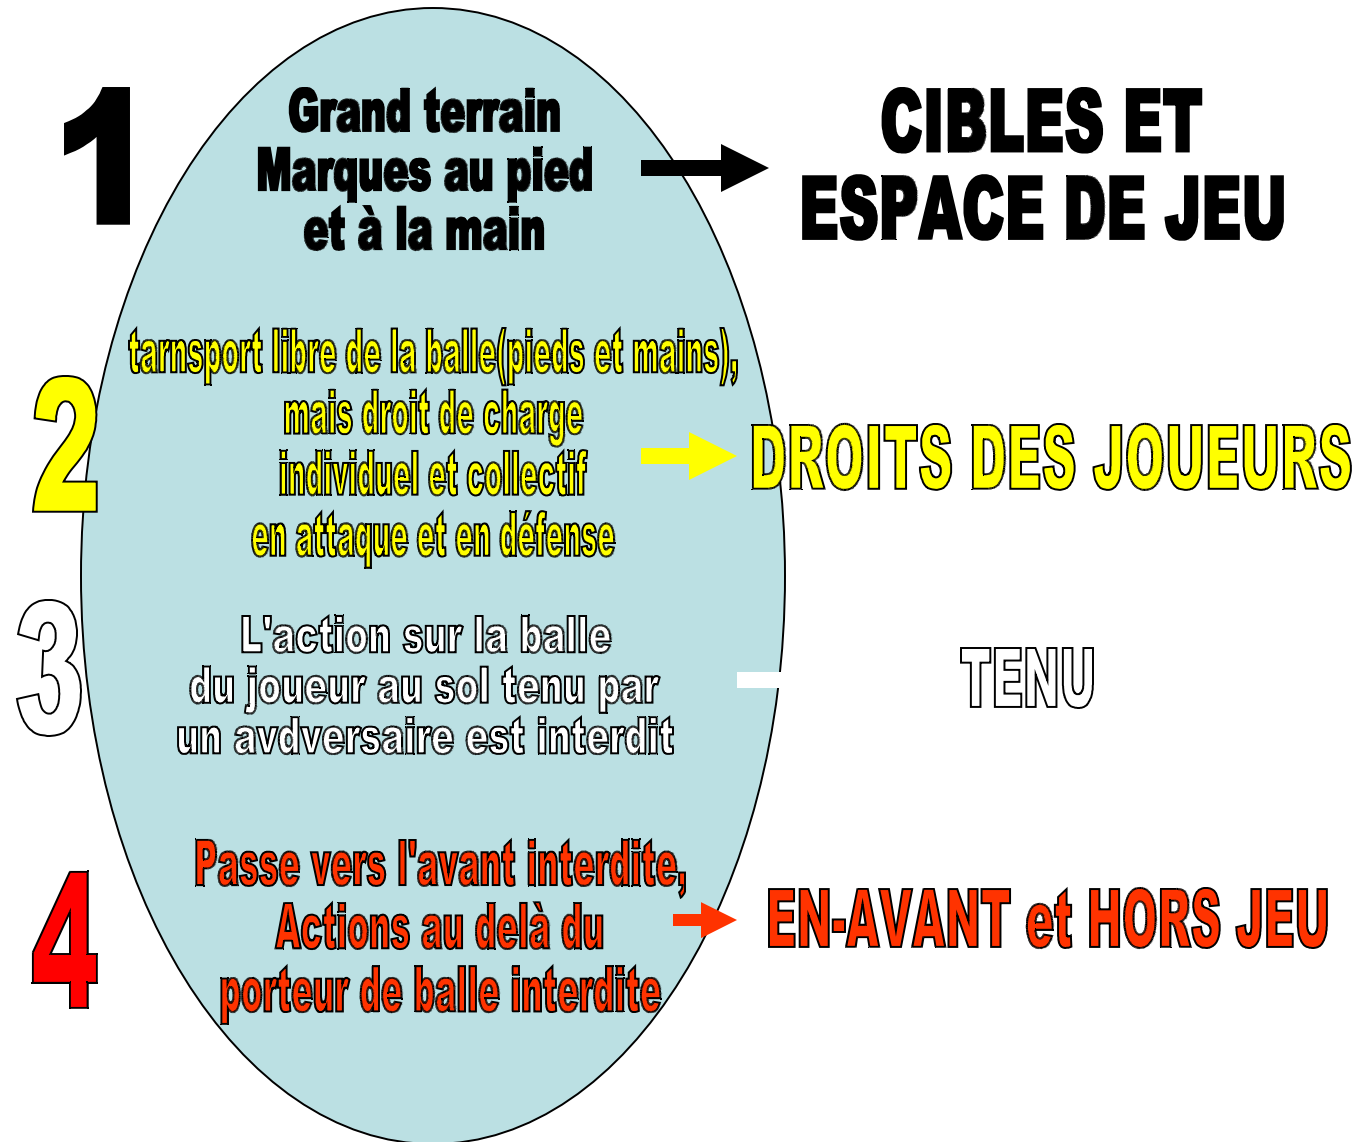 1
Grand terrain
Marques au pied
et à la main
CIBLES ET
ESPACE DE JEU
2
tarnsport libre de la balle(pieds et mains),
mais droit de charge
individuel et collectif
en attaque et en défense
DROITS DES JOUEURS
3
L'action sur la balle
du joueur au sol tenu par
un avdversaire est interdit
TENU
4
Passe vers l'avant interdite,
Actions au delà du
porteur de balle interdite
EN-AVANT et HORS JEU